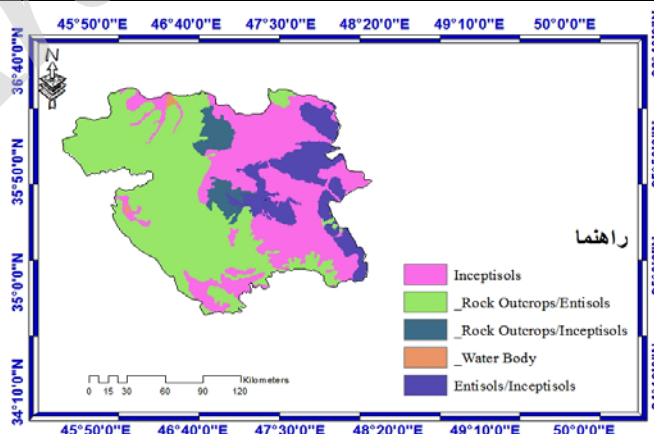 45°50'0"E 46°40'0"E 47°30'0"E 48°20'0"E 49°10'0"E 50°0'0"E
36°40'0"N
35°50'0"N
35°0'0"N
34°10'0"N
N
راهنما
Inceptisols
_Rock Outcrops/Entisols
_Rock Outcrops/Inceptisols
_Water Body
Entisols/Inceptisols
Kilometers
0 15 30 60 90 120
45°50'0"E 46°40'0"E 47°30'0"E 48°20'0"E 49°10'0"E 50°0'0"E